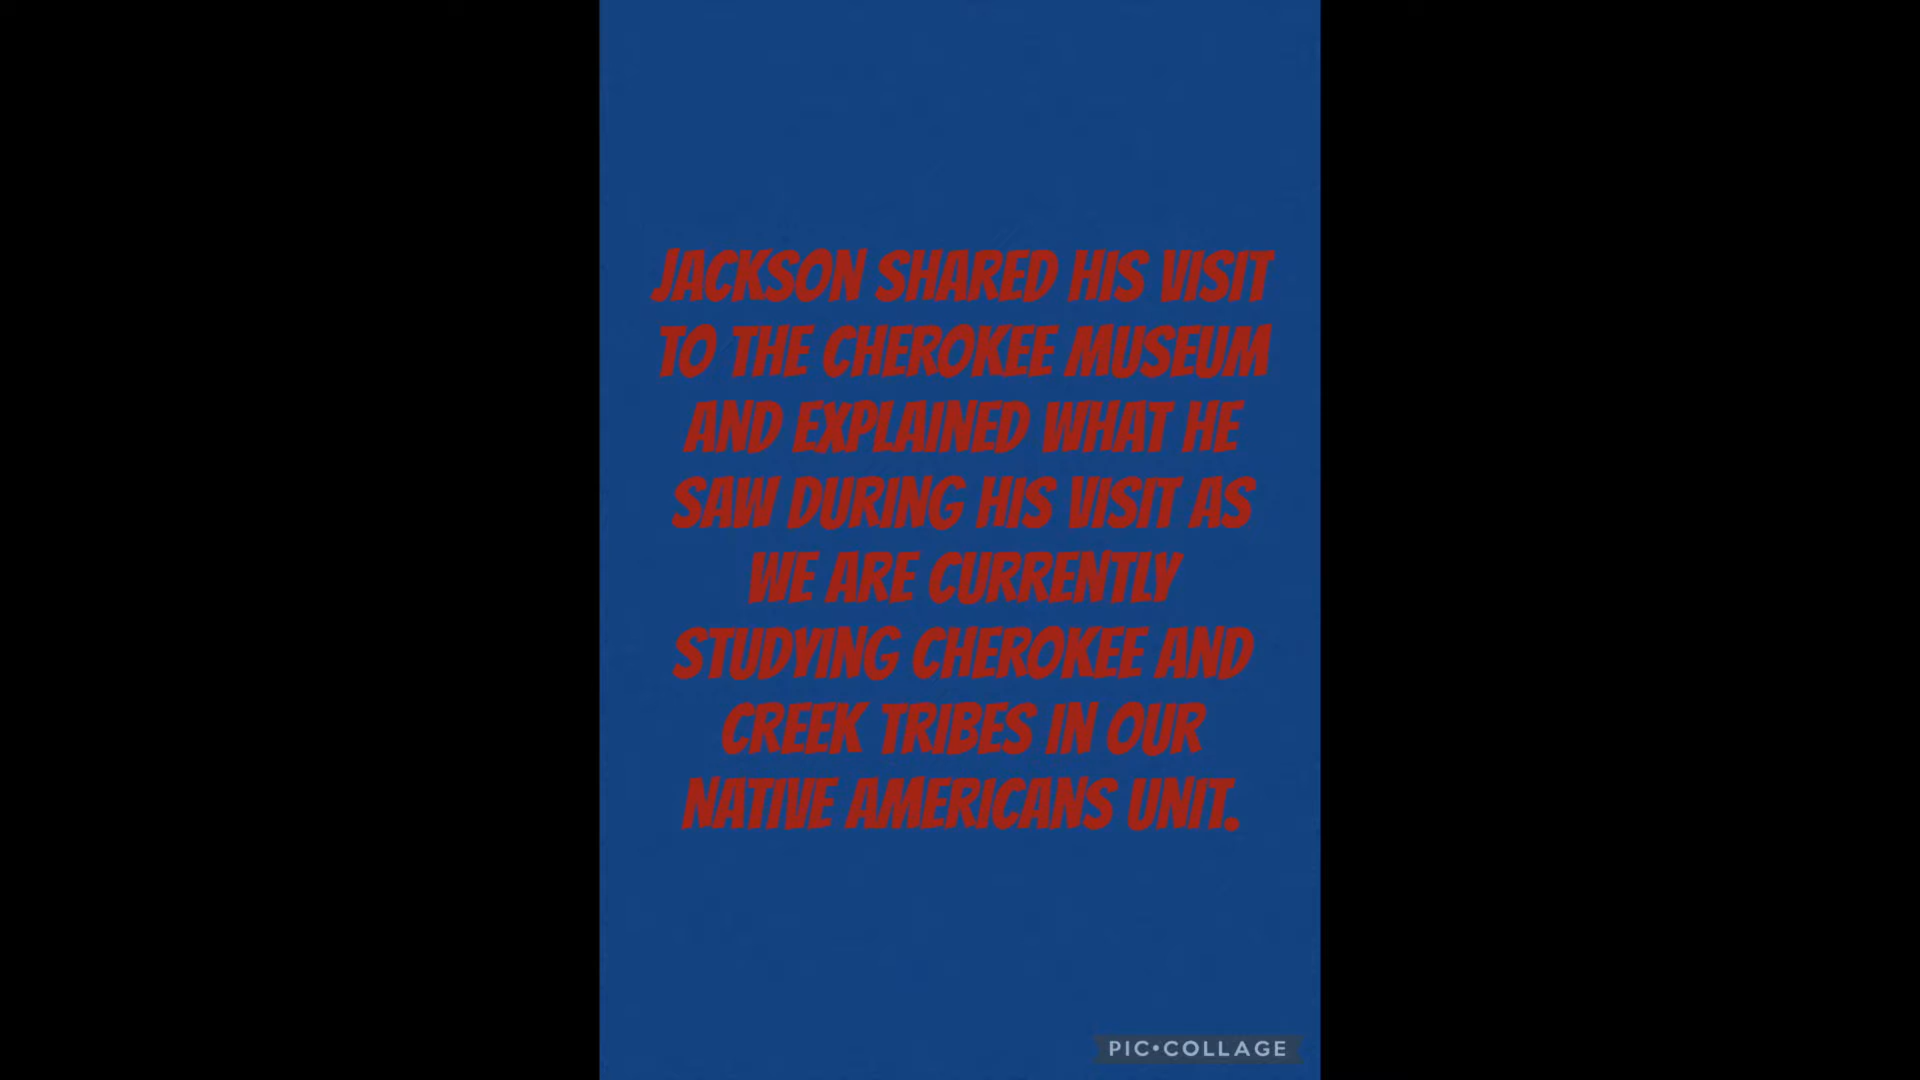 JACKSON SHARED HIS VISIT
TO THE CHEROKEE MUSEUM
AND EXPLAINED WHAT HE
SAW DURING HIS VISIT AS
WE ARE CURRENTLY
STUDYING CHEROKEE AND
CREEK TRIBES IN OUR
NATIVE AMERICANS UNIT.
PIC•COLLAGE